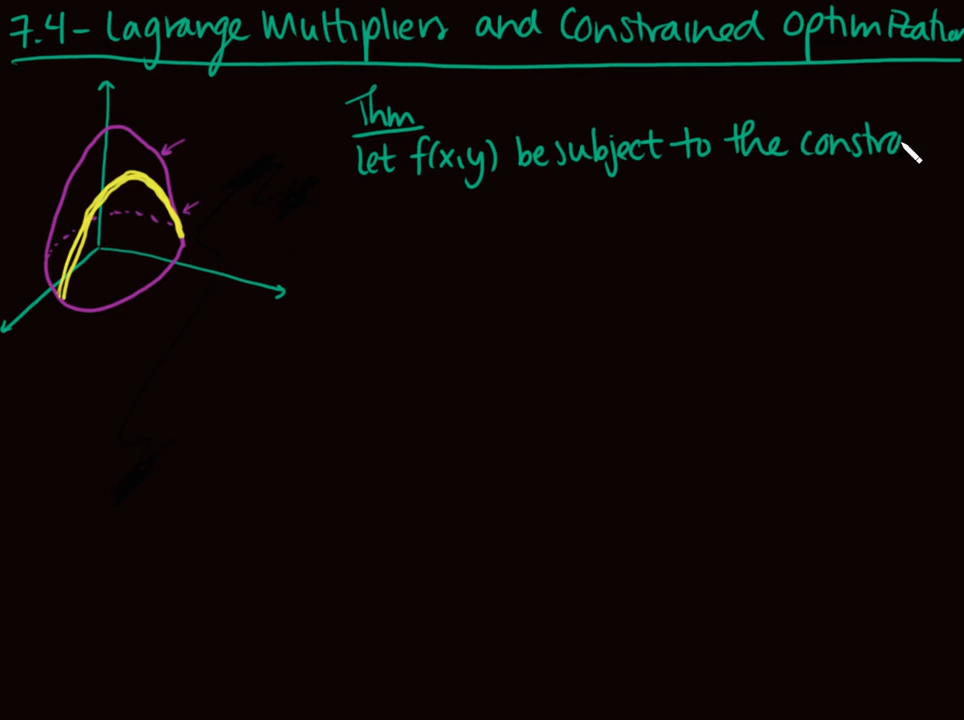 7.4 - Lagrange Multipliers and Constrained Optimization
Thm
let f(x,y) be subject to the constra